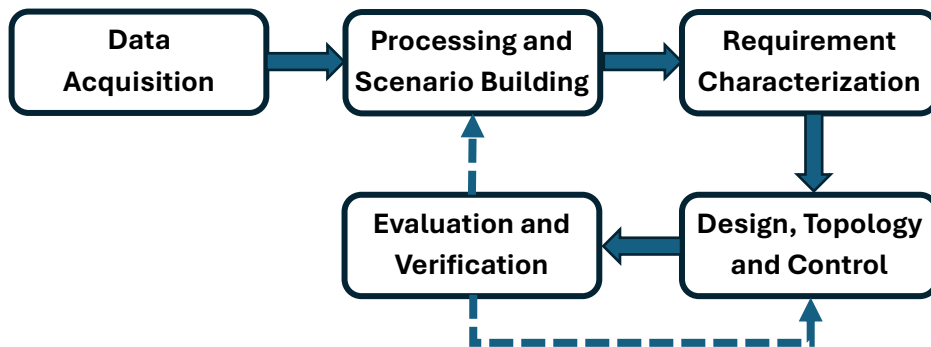 Data
Acquisition
Processing and
Scenario Building
Requirement
Characterization
Evaluation and
Verification
Design, Topology
and Control